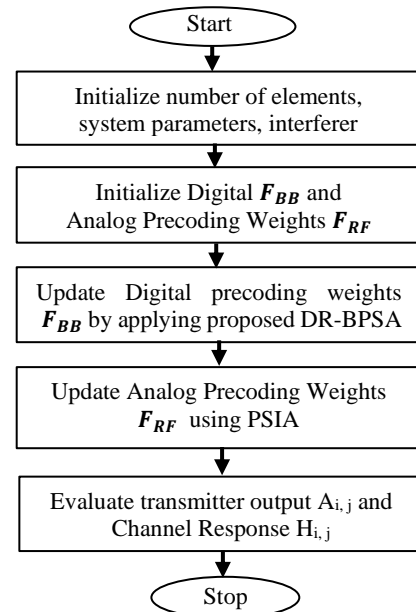 Start
Initialize number of elements,
system parameters, interferer
Initialize Digital F_BB and
Analog Precoding Weights F_RF
Update Digital precoding weights
F_BB by applying proposed DR-BPSA
Update Analog Precoding Weights
F_RF using PSIA
Evaluate transmitter output A_i, j and
Channel Response H_i, j
Stop